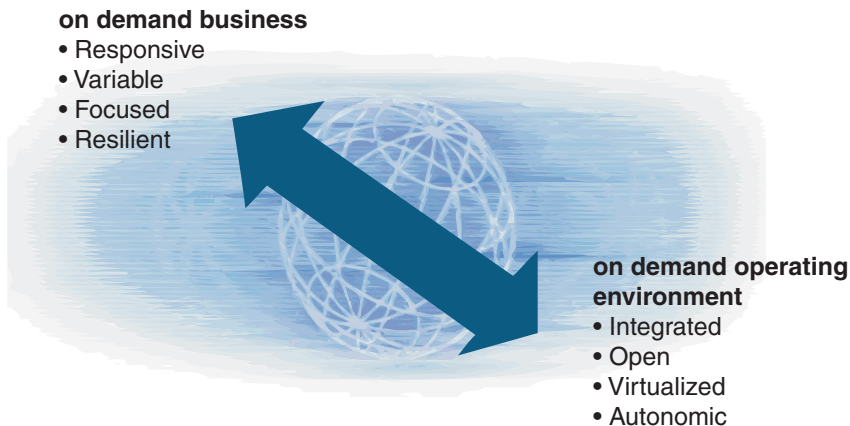 on demand business
• Responsive
• Variable
• Focused
• Resilient
on demand operating
environment
• Integrated
• Open
• Virtualized
• Autonomic